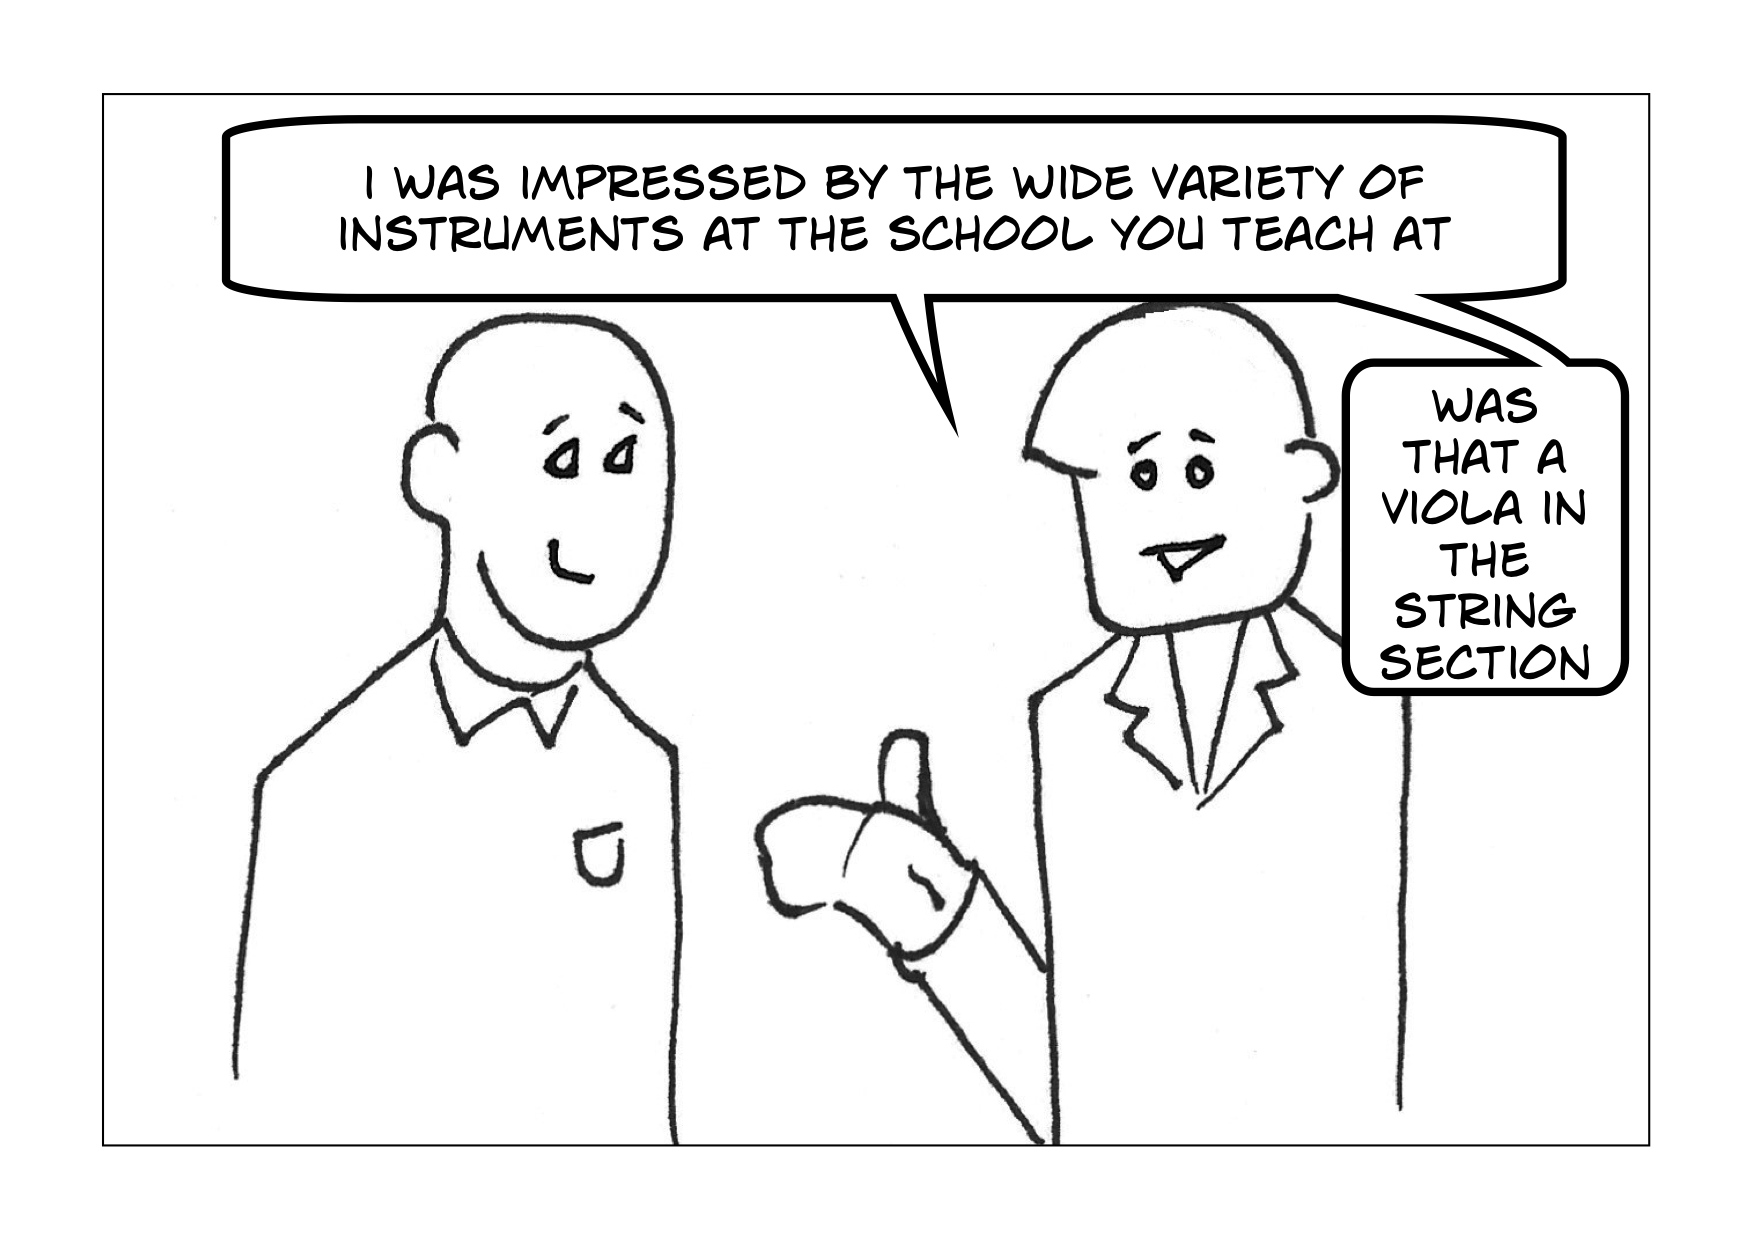 I WAS IMPRESSED BY THE WIDE VARIETY OF
INSTRUMENTS AT THE SCHOOL YOU TEACH AT
WAS
THAT A
VIOLA IN
THE
STRING
SECTION